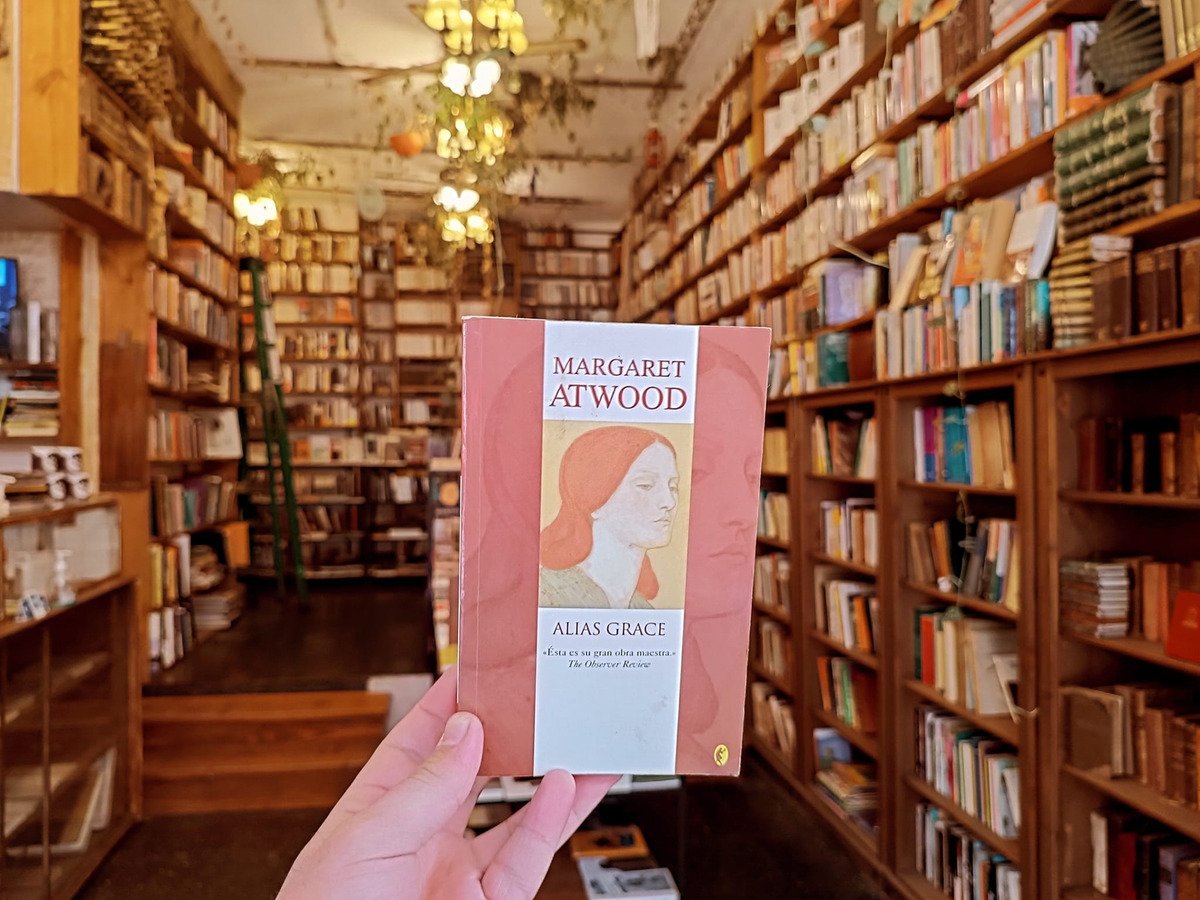 MARGARET
ATWOOD
ALIAS GRACE
«Ésta es su gran obra maestra.»
The Observer Review